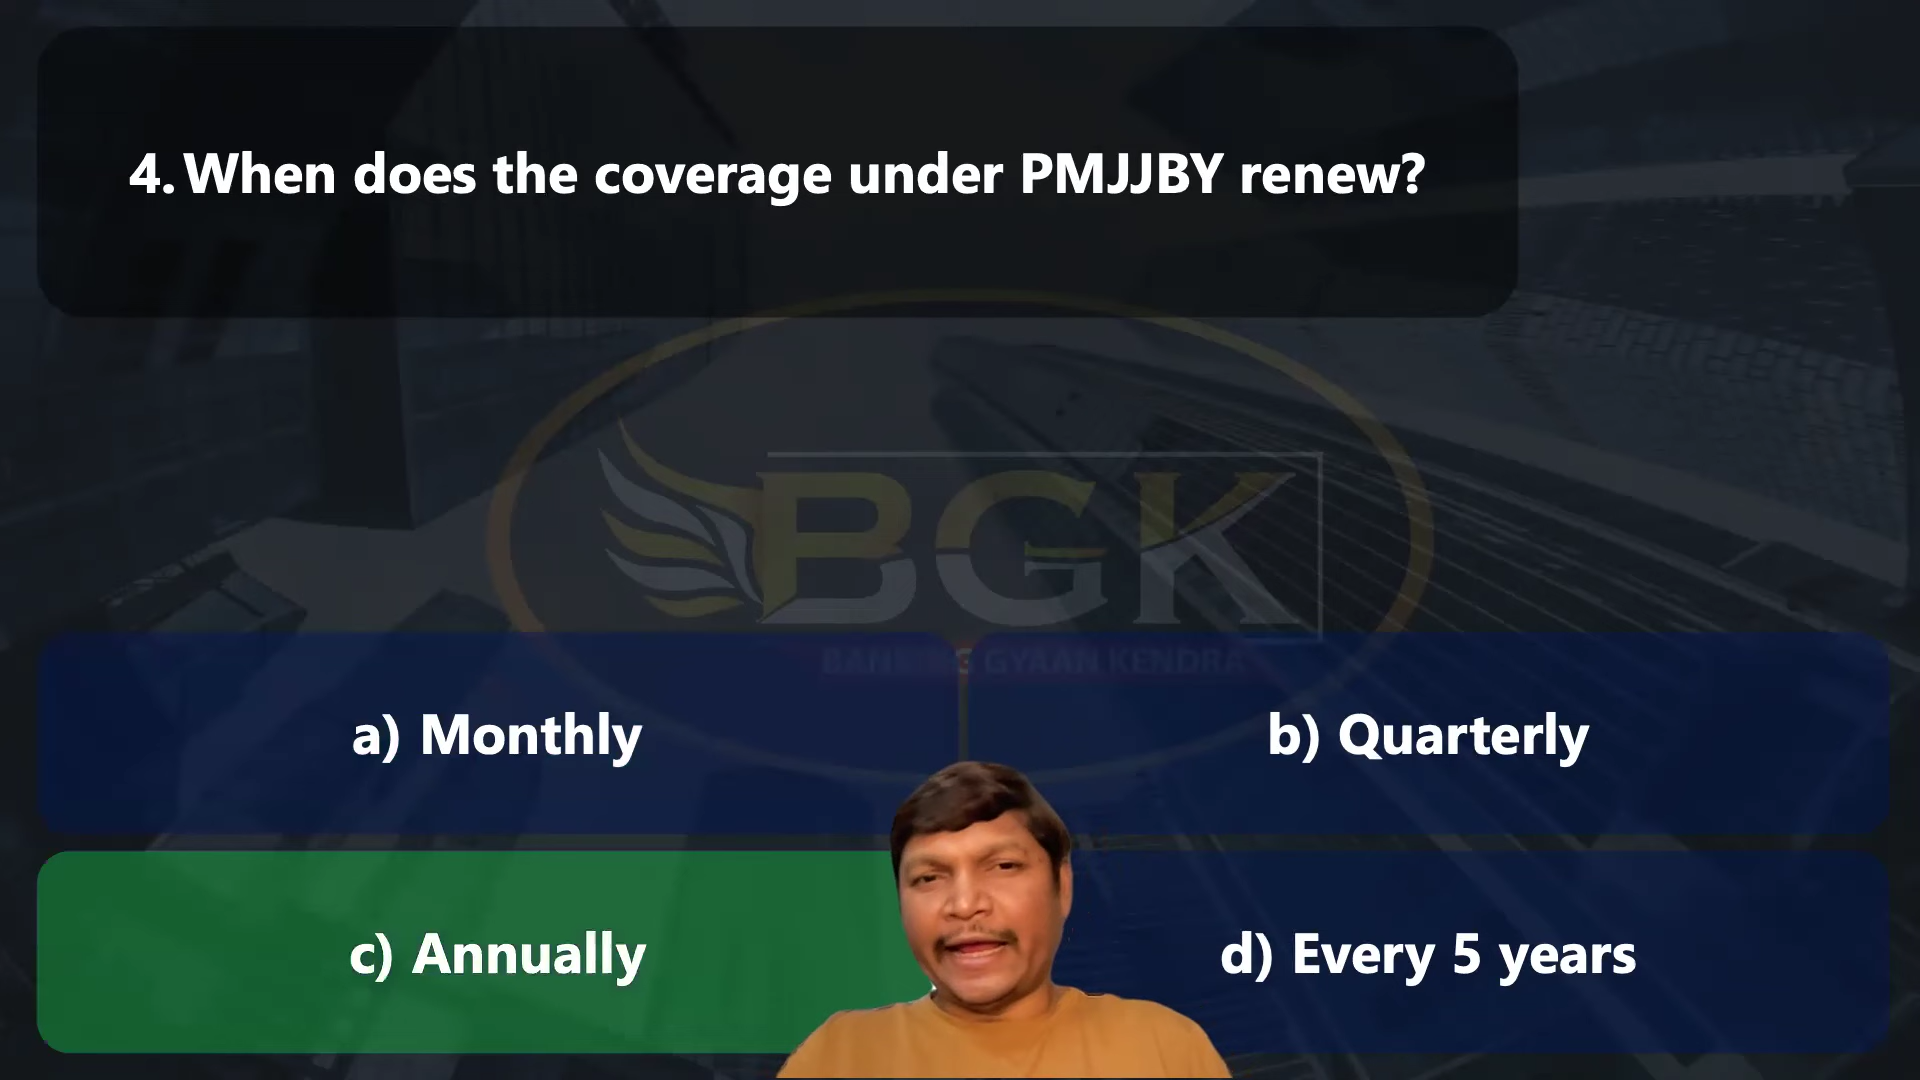 4. When does the coverage under PMJJBY renew?
BGK
BANKING GYAAN KENDRA
a) Monthly
b) Quarterly
c) Annually
d) Every 5 years